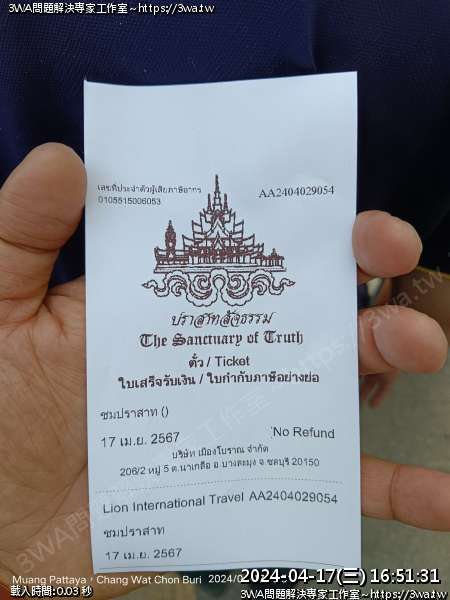 3WA問題解決專家工作室~https://3wa.tw
เลขที่ประจำตัวผู้เสียภาษีอากร
0105515006053
AA2404029054
ปราสาทสัจธรรม
The Sanctuary of Truth
ตั๋ว / Ticket
ใบเสร็จรับเงิน / ใบกำกับภาษีอย่างย่อ
ชมปราสาท ()
17 เม.ย. 2567
No Refund
บริษัท เมืองโบราณ จำกัด
206/2 หมู่ 5 ต.นาเกลือ อ.บางละมุง จ.ชลบุรี 20150
Lion International Travel AA2404029054
ชมปราสาท
17 เม.ย. 2567
Muang Pattaya, Chang Wat Chon Buri 2024/0
2024-04-17(三) 16:51:31
載入時間:0.03 秒
3WA問題解決專家工作室~https://3wa.tw